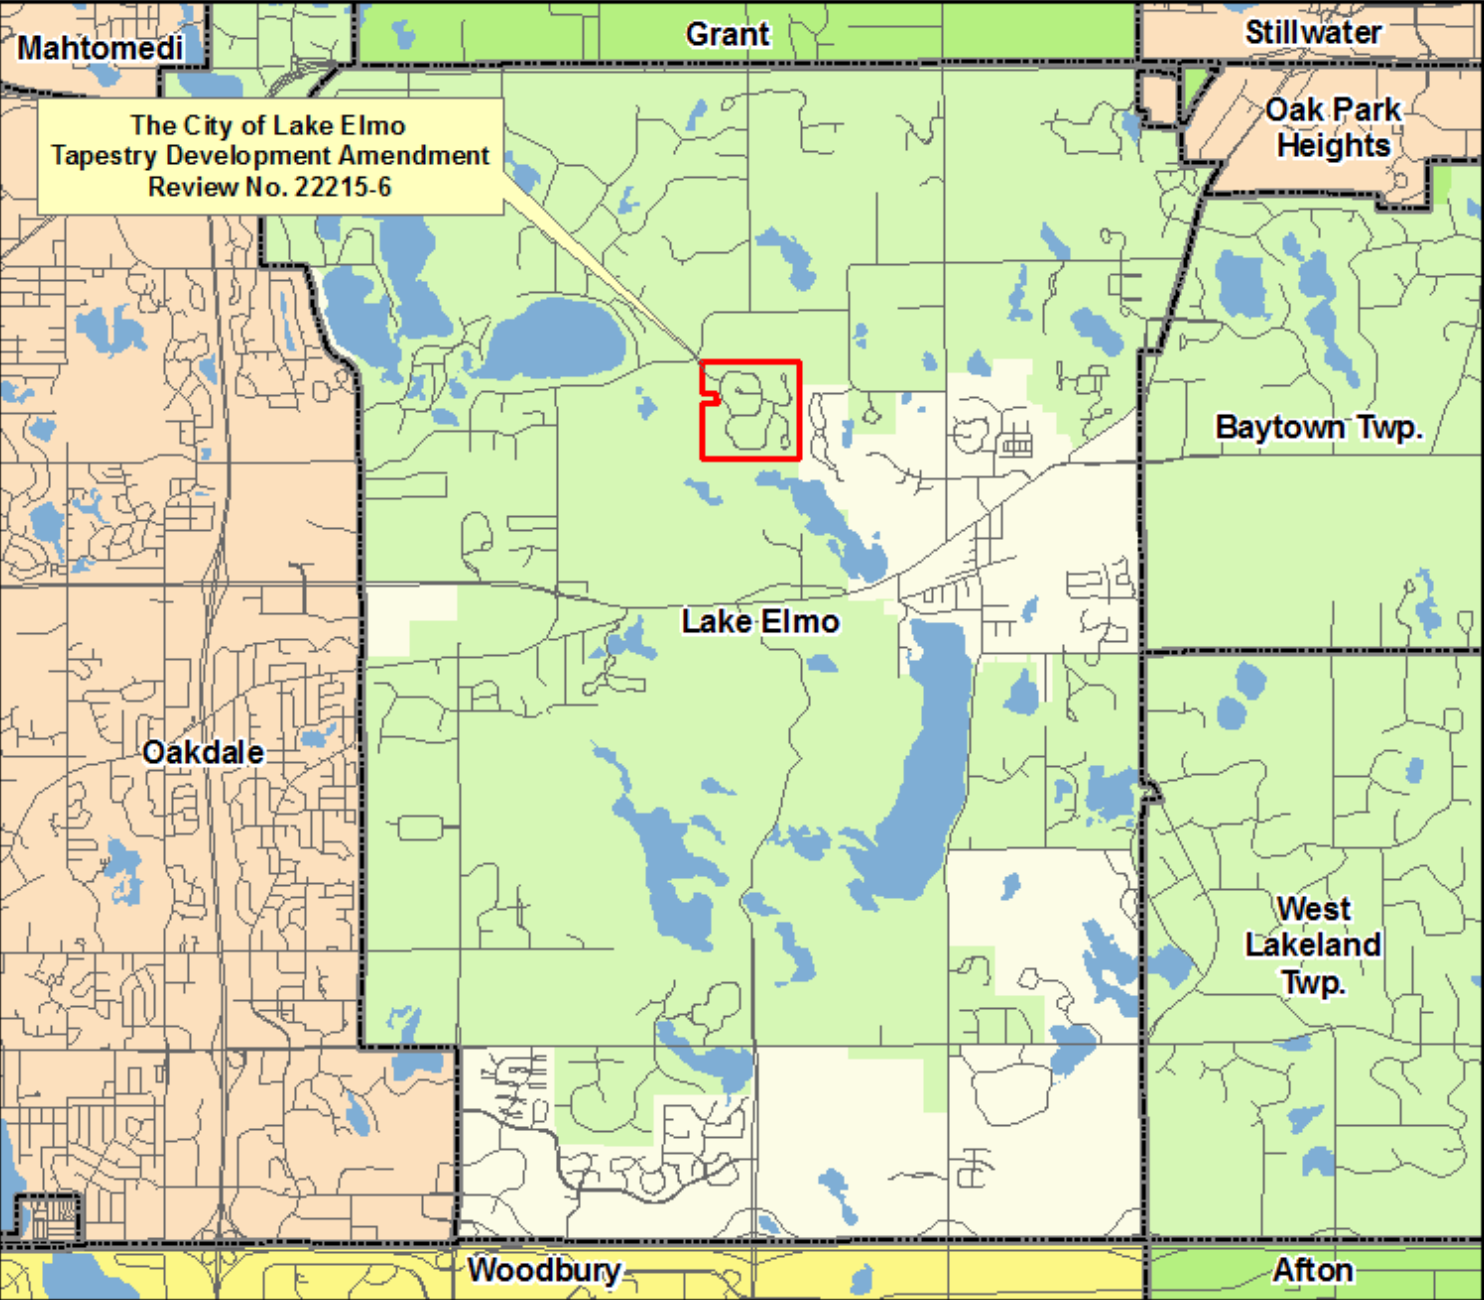 Mahtomedi
Grant
Stillwater
The City of Lake Elmo
Tapestry Development Amendment
Review No. 22215-6
Oak Park
Heights
Baytown Twp.
Lake Elmo
Oakdale
West
Lakeland
Twp.
Woodbury
Afton